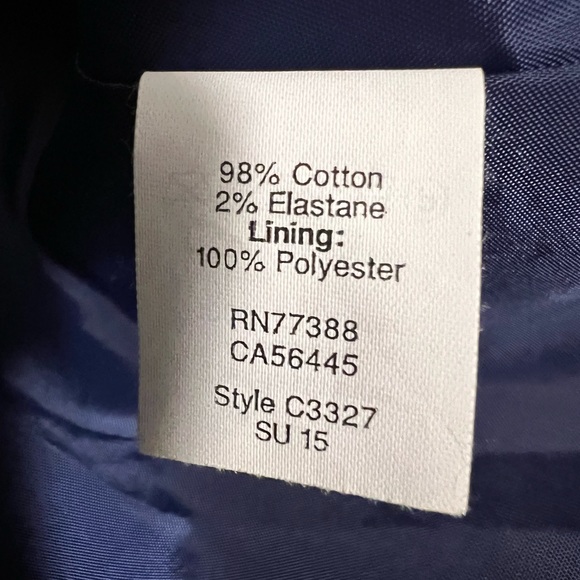 98% Cotton
2% Elastane
Lining:
100% Polyester
RN77388
CA56445
Style C3327
SU 15